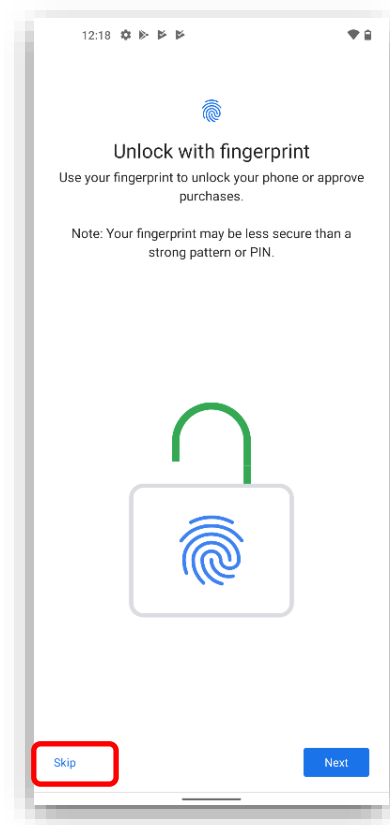 12:18
Unlock with fingerprint
Use your fingerprint to unlock your phone or approve
purchases.
Note: Your fingerprint may be less secure than a
strong pattern or PIN.
Skip
Next